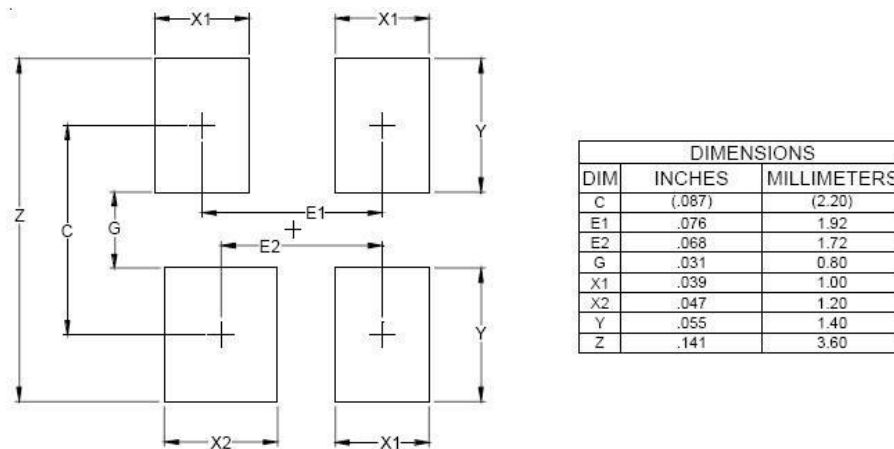 X1
X1
Y
Z
C
G
E1
E2
Y
X2
X1
DIMENSIONS
DIM INCHES MILLIMETERS
C (.087) (2.20)
E1 .076 1.92
E2 .068 1.72
G .031 0.80
X1 .039 1.00
X2 .047 1.20
Y .055 1.40
Z .141 3.60